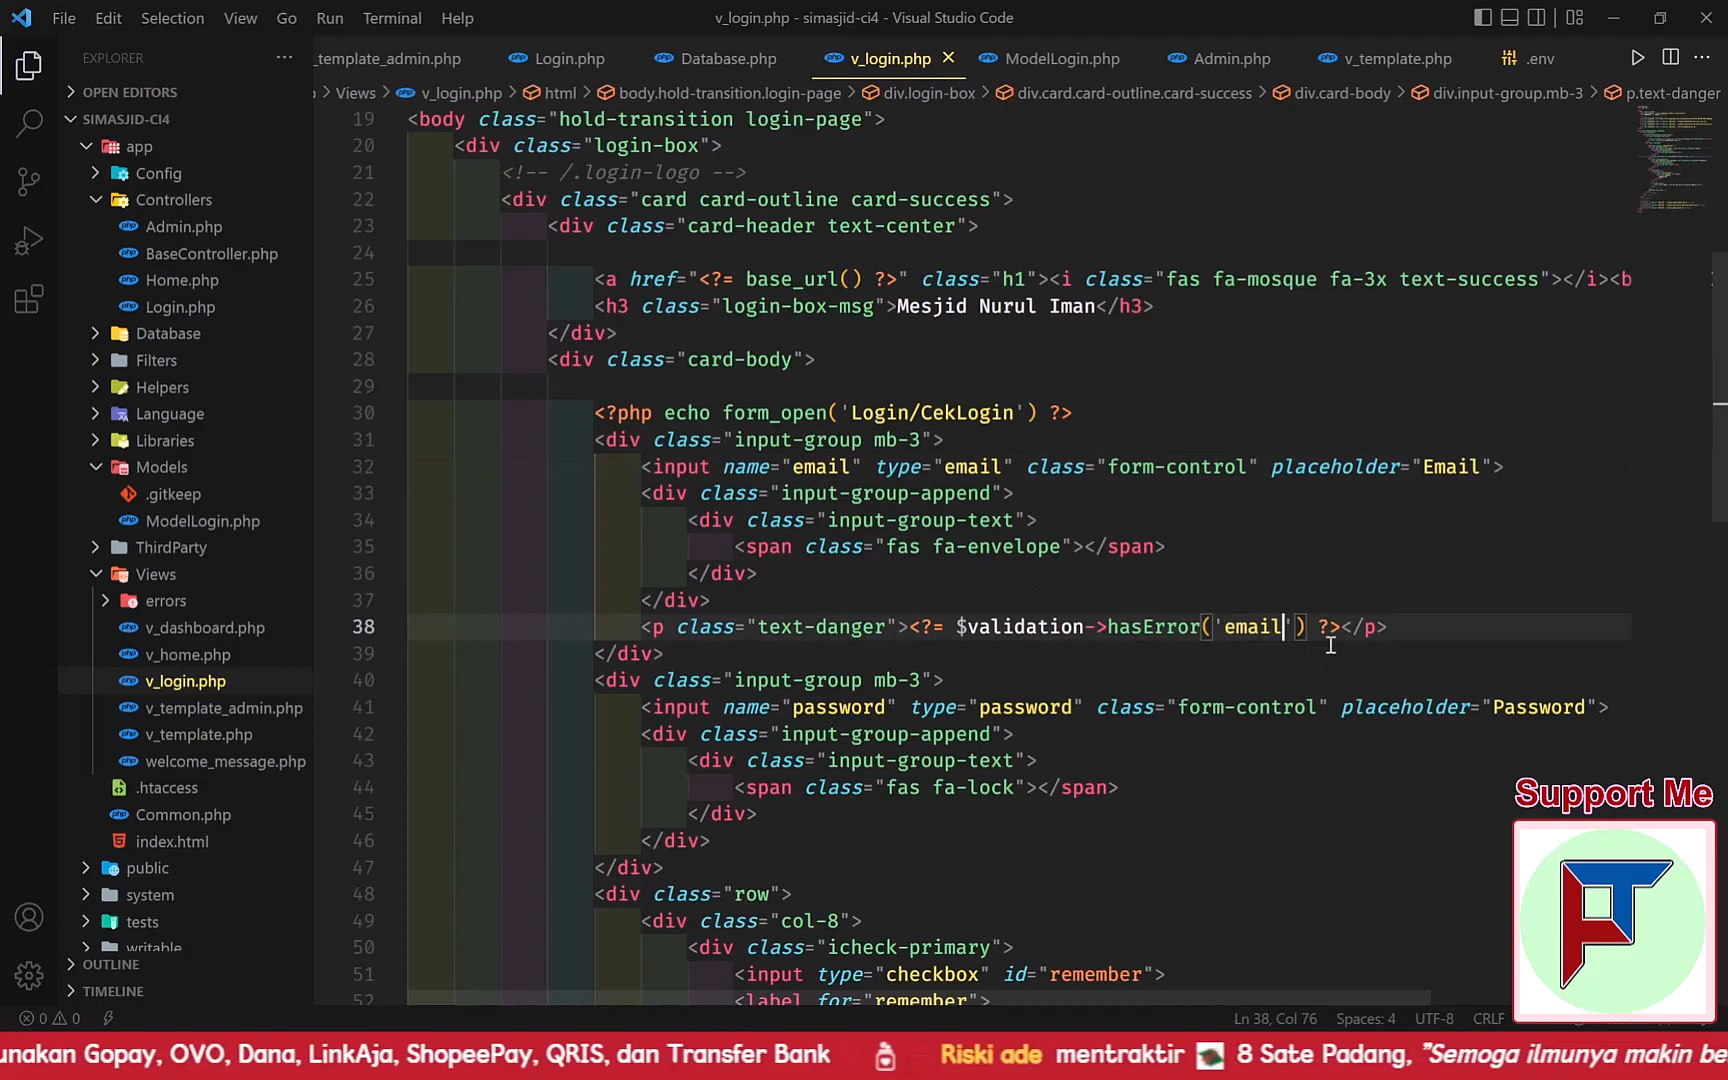 File Edit Selection View Go Run Terminal Help v_login.php - simasjid-ci4 - Visual Studio Code
EXPLORER ··· _template_admin.php Login.php Database.php v_login.php ModelLogin.php Admin.php v_template.php .env
> Views > v_login.php > html > body.hold-transition.login-page > div.login-box > div.card.card-outline.card-success > div.card-body > div.input-group.mb-3 > p.text-danger
OPEN EDITORS
SIMASJID-CI4
app
Config
Controllers
Admin.php
BaseController.php
Home.php
Login.php
Database
Filters
Helpers
Language
Libraries
Models
.gitkeep
ModelLogin.php
ThirdParty
Views
errors
v_dashboard.php
v_home.php
v_login.php
v_template_admin.php
v_template.php
welcome_message.php
.htaccess
Common.php
index.html
public
system
tests
writable
OUTLINE
TIMELINE
19 <body class="hold-transition login-page">
20 <div class="login-box">
21 <!-- /.login-logo -->
22 <div class="card card-outline card-success">
23 <div class="card-header text-center">
24
25 <a href="<?= base_url() ?>" class="h1"><i class="fas fa-mosque fa-3x text-success"></i><b
26 <h3 class="login-box-msg">Mesjid Nurul Iman</h3>
27 </div>
28 <div class="card-body">
29
30 <?php echo form_open('Login/CekLogin') ?>
31 <div class="input-group mb-3">
32 <input name="email" type="email" class="form-control" placeholder="Email">
33 <div class="input-group-append">
34 <div class="input-group-text">
35 <span class="fas fa-envelope"></span>
36 </div>
37 </div>
38 <p class="text-danger"><?= $validation->hasError('email') ?></p>
39 </div>
40 <div class="input-group mb-3">
41 <input name="password" type="password" class="form-control" placeholder="Password">
42 <div class="input-group-append">
43 <div class="input-group-text">
44 <span class="fas fa-lock"></span>
45 </div>
46 </div>
47 </div>
48 <div class="row">
49 <div class="col-8">
50 <div class="icheck-primary">
51 <input type="checkbox" id="remember">
52 <label for="remember">
Support Me
0 0 Ln 38, Col 76 Spaces: 4 UTF-8 CRLF
unakan Gopay, OVO, Dana, LinkAja, ShopeePay, QRIS, dan Transfer Bank Riski ade mentraktir 8 Sate Padang, "Semoga ilmunya makin be